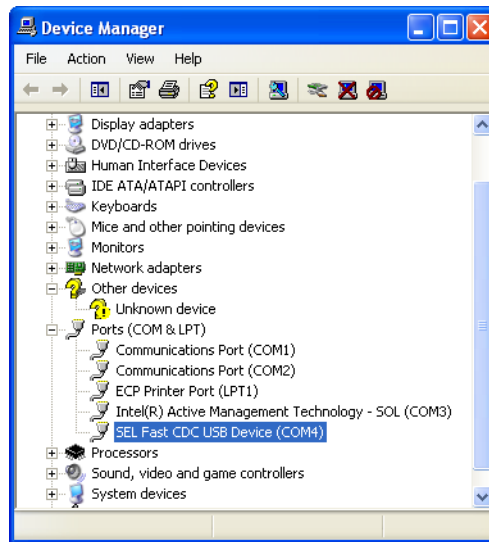 Device Manager
File Action View Help
Display adapters
DVD/CD-ROM drives
Human Interface Devices
IDE ATA/ATAPI controllers
Keyboards
Mice and other pointing devices
Monitors
Network adapters
Other devices
Unknown device
Ports (COM & LPT)
Communications Port (COM1)
Communications Port (COM2)
ECP Printer Port (LPT1)
Intel(R) Active Management Technology - SOL (COM3)
SEL Fast CDC USB Device (COM4)
Processors
Sound, video and game controllers
System devices